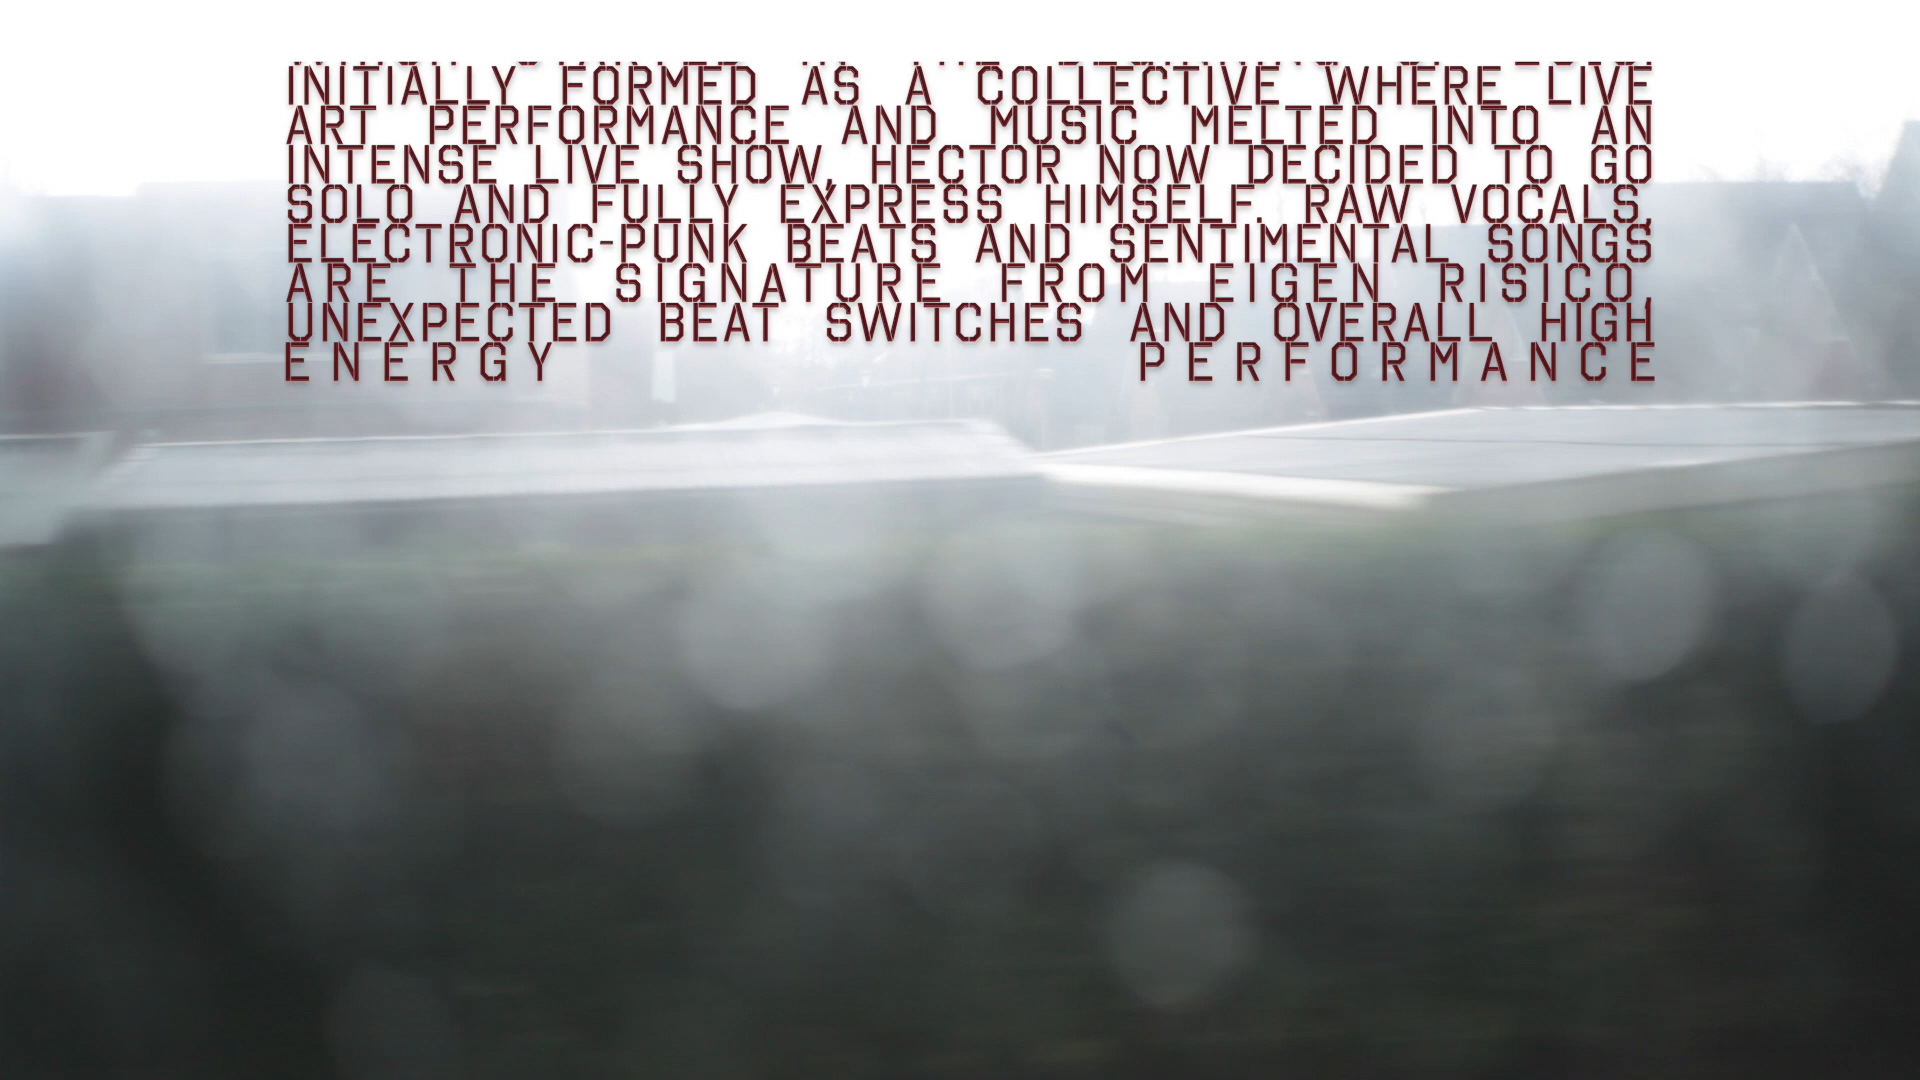 INITIALLY FORMED AS A COLLECTIVE WHERE LIVE
ART PERFORMANCE AND MUSIC MELTED INTO AN
INTENSE LIVE SHOW, HECTOR NOW DECIDED TO GO
SOLO AND FULLY EXPRESS HIMSELF. RAW VOCALS,
ELECTRONIC-PUNK BEATS AND SENTIMENTAL SONGS
ARE THE SIGNATURE FROM EIGEN RISICO,
UNEXPECTED BEAT SWITCHES AND OVERALL HIGH
ENERGY PERFORMANCE